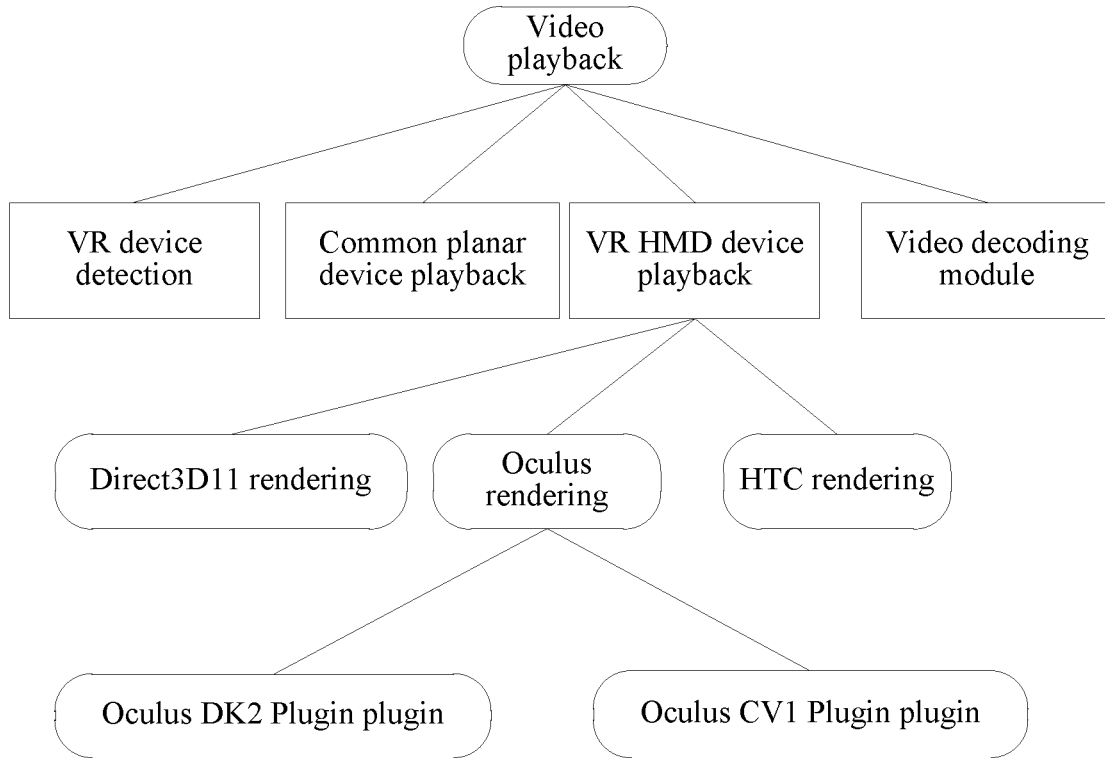 Video
playback
VR device
detection
Common planar
device playback
VR HMD device
playback
Video decoding
module
Direct3D11 rendering
Oculus
rendering
HTC rendering
Oculus DK2 Plugin plugin
Oculus CV1 Plugin plugin